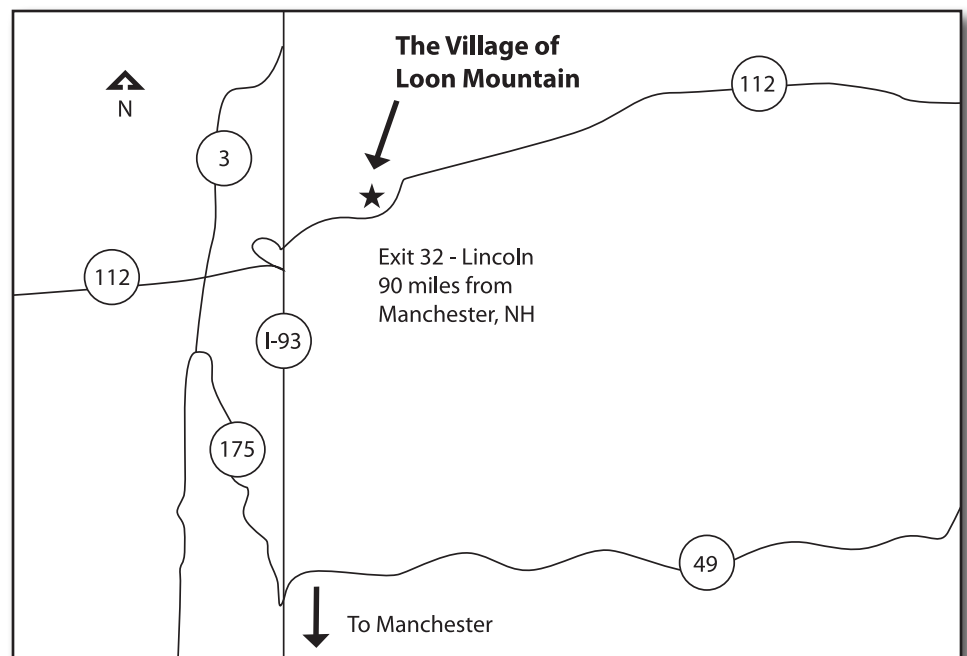 The Village of
Loon Mountain
112
N
3
112
Exit 32 - Lincoln
90 miles from
Manchester, NH
I-93
175
49
To Manchester